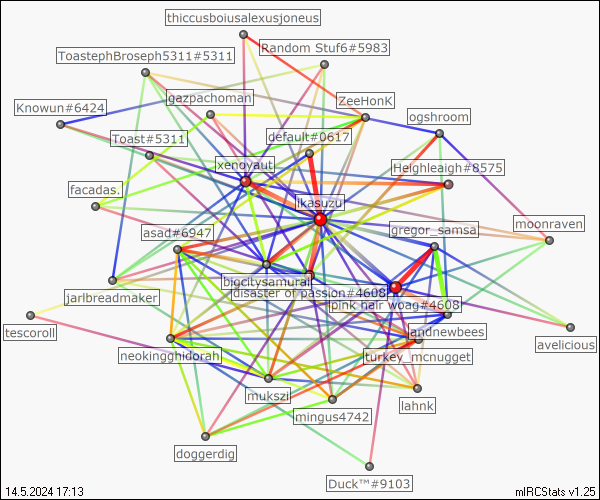 thiccusboiusalexusjoneus
Random Stuf6#5983
ToastephBroseph5311#5311
gazpachoman
ZeeHonK
Knowun#6424
ogshroom
default#0617
Toast#5311
xenoyaut
Heighleaigh#8575
facadas.
ikasuzu
moonraven
gregor_samsa
asad#6947
bigcitysamurai
disaster of passion#4608
jarlbreadmaker
pink hair woag#4608
tescoroll
andnewbees
avelicious
neokingghidorah
turkey_mcnugget
mukszi
lahnk
mingus4742
doggerdig
Duck™#9103
14.5.2024 17:13
mIRCStats v1.25